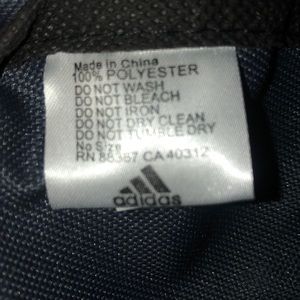 Made in China
100% POLYESTER
DO NOT WASH
DO NOT BLEACH
DO NOT IRON
DO NOT DRY CLEAN
DO NOT TUMBLE DRY
No Size
RN 88387 CA 40312
adidas